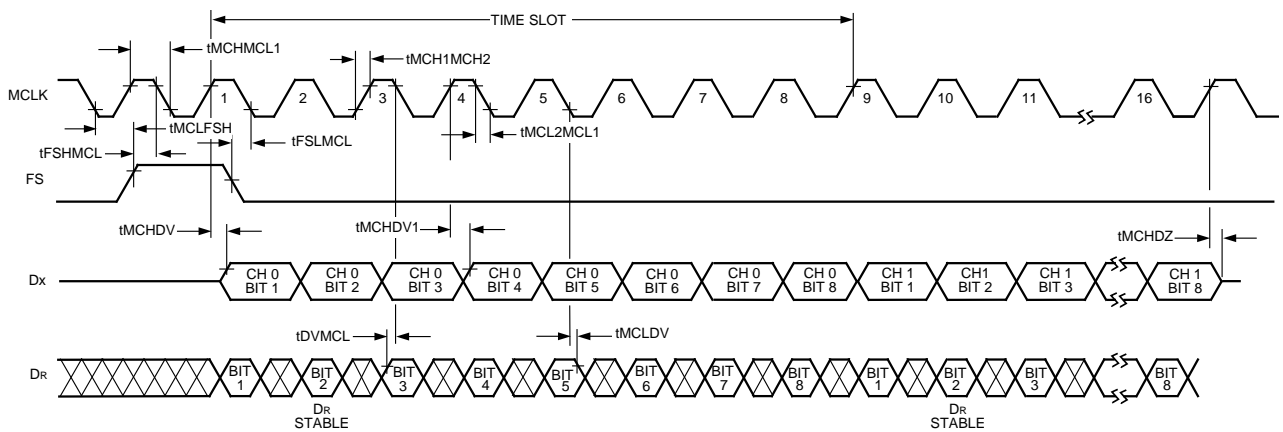 TIME SLOT
tMCHMCL1
tMCH1MCH2
MCLK
1 2 3 4 5 6 7 8 9 10 11 16
tMCLFSH
tFSLMCL
tMCL2MCL1
tFSHMCL
FS
tMCHDV
tMCHDV1
tMCHDZ
DX
CH 0 BIT 1
CH 0 BIT 2
CH 0 BIT 3
CH 0 BIT 4
CH 0 BIT 5
CH 0 BIT 6
CH 0 BIT 7
CH 0 BIT 8
CH 1 BIT 1
CH1 BIT 2
CH 1 BIT 3
CH 1 BIT 8
tDVMCL
tMCLDV
DR
BIT 1
BIT 2
BIT 3
BIT 4
BIT 5
BIT 6
BIT 7
BIT 8
BIT 1
BIT 2
BIT 3
BIT 8
DR STABLE
DR STABLE